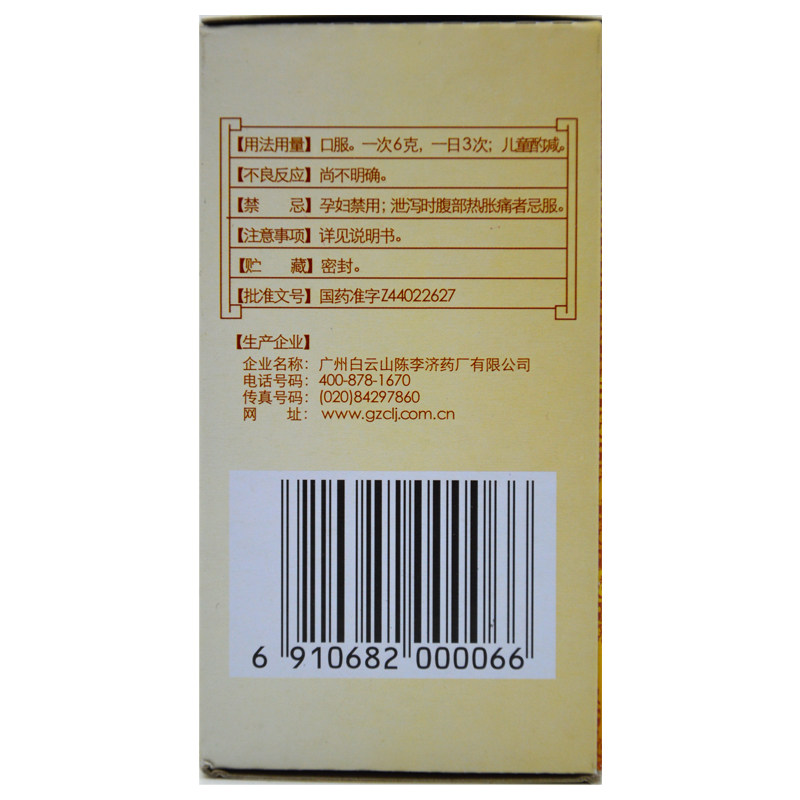 【用法用量】口服。一次6克，一日3次；儿童酌减。
【不良反应】尚不明确。
【禁　　忌】孕妇禁用；泄泻时腹部热胀痛者忌服。
【注意事项】详见说明书。
【贮　　藏】密封。
【批准文号】国药准字Z44022627
【生产企业】
企业名称：广州白云山陈李济药厂有限公司
电话号码：400-878-1670
传真号码：(020)84297860
网　　址：www.gzclj.com.cn
6 910682 000066